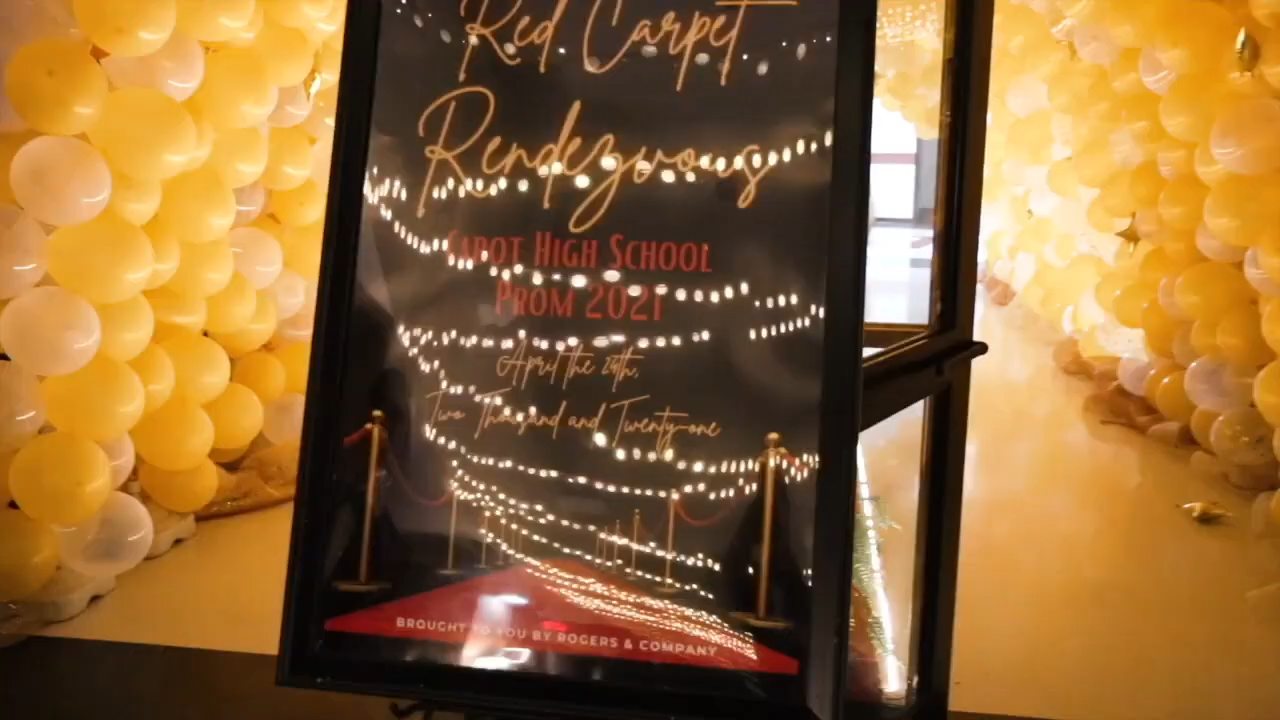 Red Carpet
Rendezvous
Cabot High School
Prom 2021
April the 24th,
Two Thousand and Twenty-one
BROUGHT TO YOU BY ROGERS & COMPANY